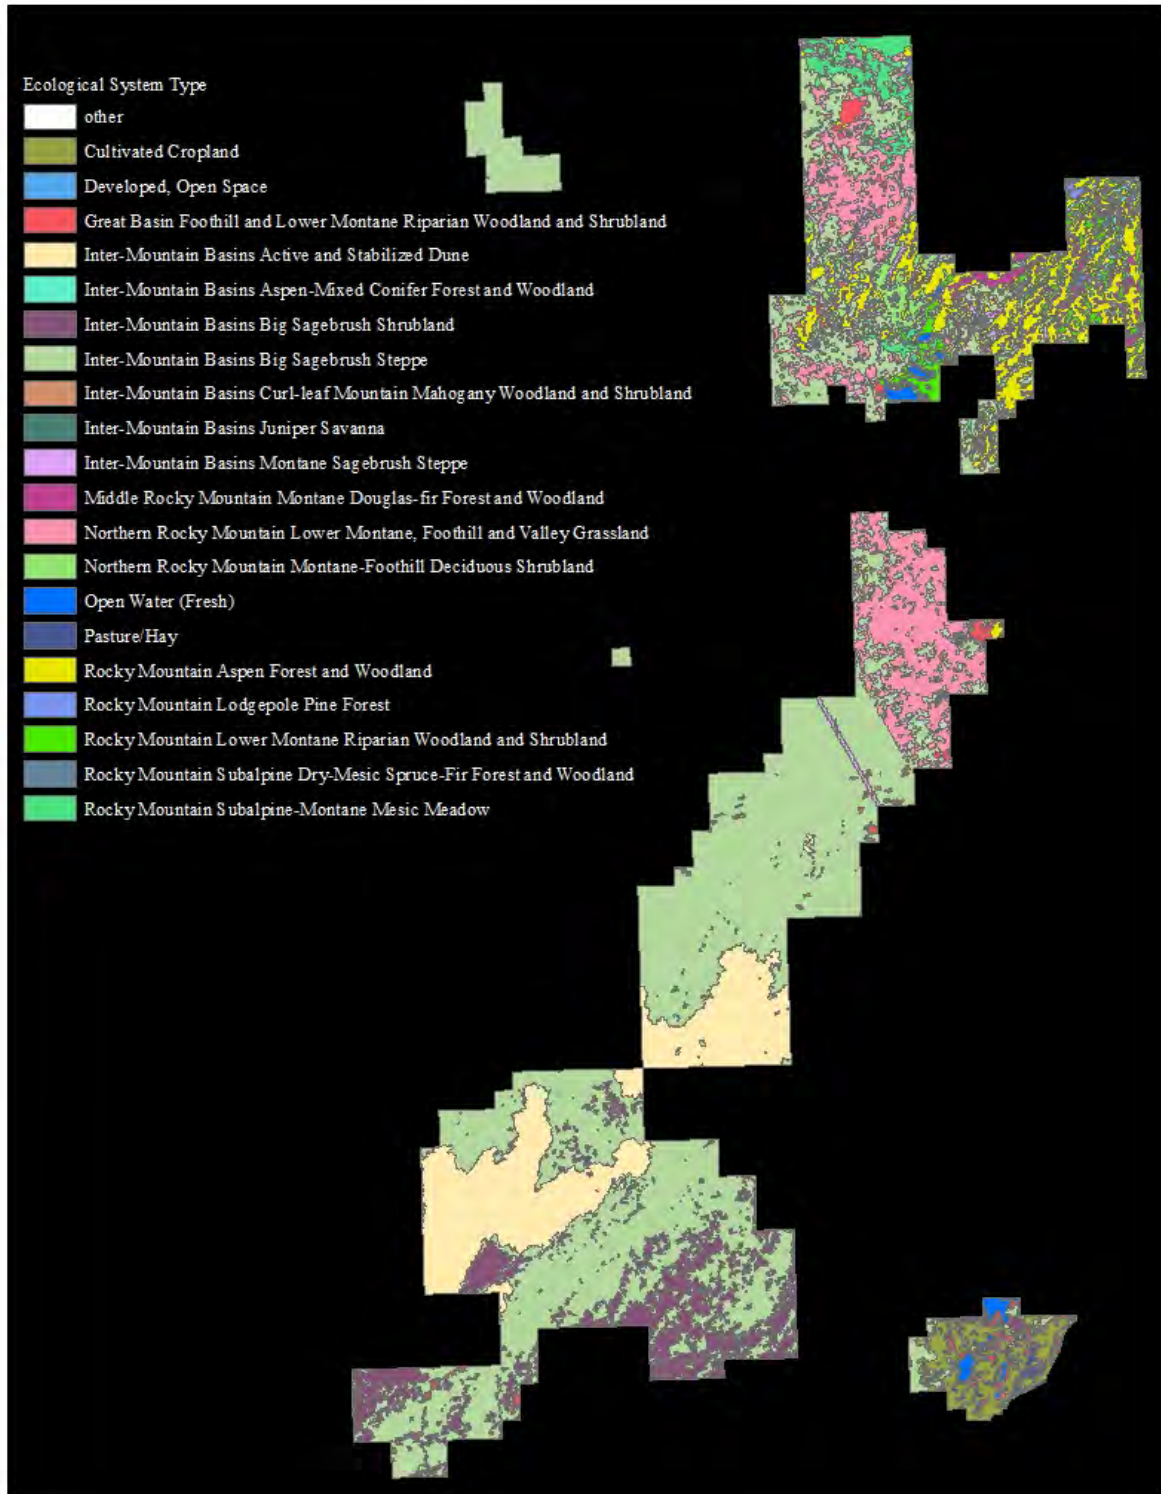 Ecological System Type
other
Cultivated Cropland
Developed, Open Space
Great Basin Foothill and Lower Montane Riparian Woodland and Shrubland
Inter-Mountain Basins Active and Stabilized Dune
Inter-Mountain Basins Aspen-Mixed Conifer Forest and Woodland
Inter-Mountain Basins Big Sagebrush Shrubland
Inter-Mountain Basins Big Sagebrush Steppe
Inter-Mountain Basins Curl-leaf Mountain Mahogany Woodland and Shrubland
Inter-Mountain Basins Juniper Savanna
Inter-Mountain Basins Montane Sagebrush Steppe
Middle Rocky Mountain Montane Douglas-fir Forest and Woodland
Northern Rocky Mountain Lower Montane, Foothill and Valley Grassland
Northern Rocky Mountain Montane-Foothill Deciduous Shrubland
Open Water (Fresh)
Pasture/Hay
Rocky Mountain Aspen Forest and Woodland
Rocky Mountain Lodgepole Pine Forest
Rocky Mountain Lower Montane Riparian Woodland and Shrubland
Rocky Mountain Subalpine Dry-Mesic Spruce-Fir Forest and Woodland
Rocky Mountain Subalpine-Montane Mesic Meadow